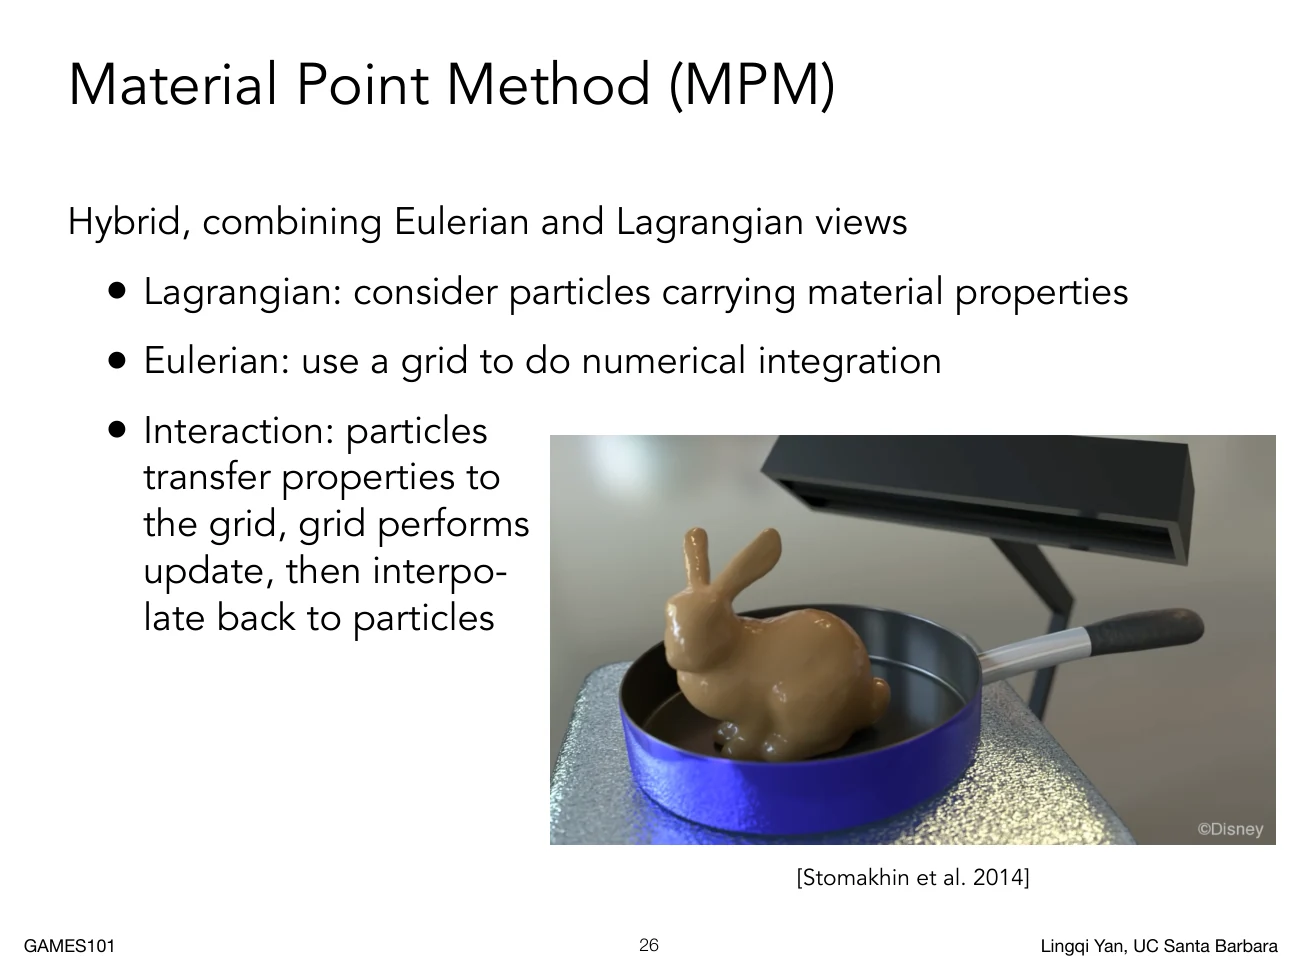 Material Point Method (MPM)
Hybrid, combining Eulerian and Lagrangian views
• Lagrangian: consider particles carrying material properties
• Eulerian: use a grid to do numerical integration
• Interaction: particles
transfer properties to
the grid, grid performs
update, then interpo-
late back to particles
©Disney
[Stomakhin et al. 2014]
GAMES101
26
Lingqi Yan, UC Santa Barbara